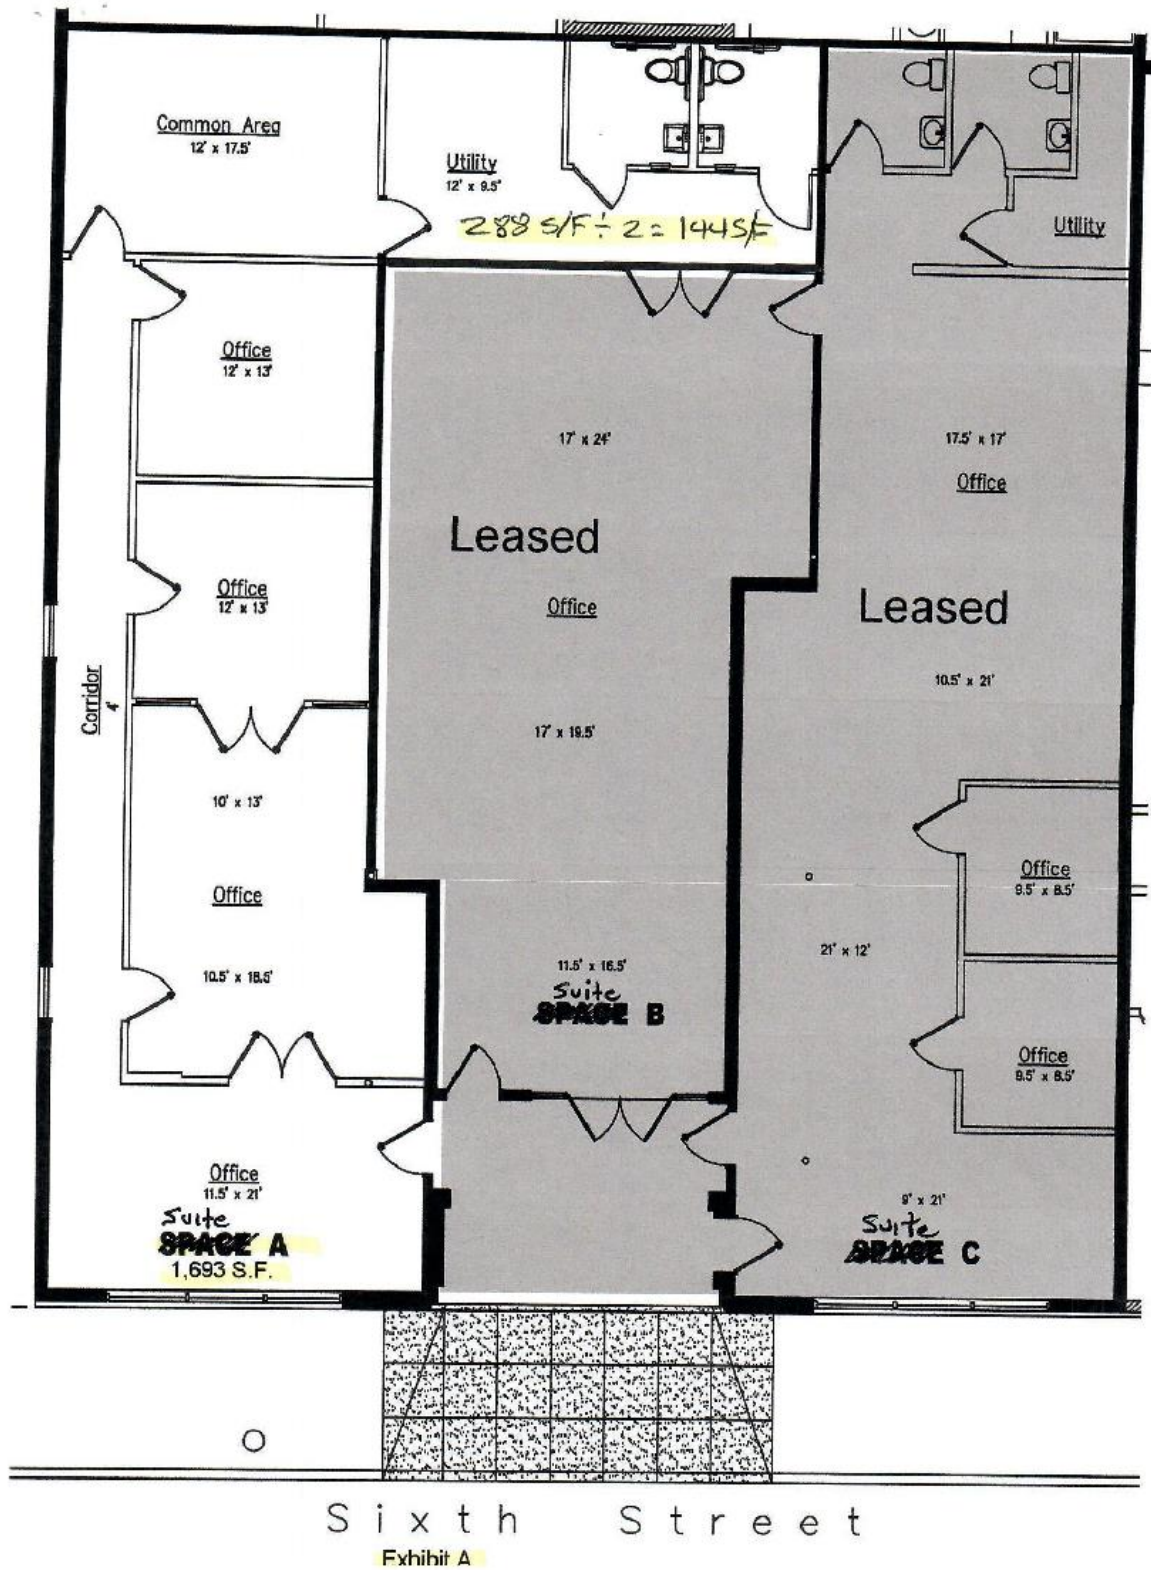 Common Area
12' x 17.5'
Utility
12' x 9.5'
288 S/F ÷ 2 = 144 S/F
Utility
Office
12' x 13'
17' x 24'
17.5' x 17'
Office
Leased
Office
12' x 13'
Office
Leased
Corridor
4'
10.5' x 21'
17' x 19.5'
10' x 13'
Office
Office
9.5' x 8.5'
21' x 12'
11.5' x 16.5'
10.5' x 18.5'
Suite
SPACE B
Office
9.5' x 8.5'
Office
11.5' x 21'
Suite
SPACE A
1,693 S.F.
9' x 21'
Suite
SPACE C
Sixth Street
Exhibit A